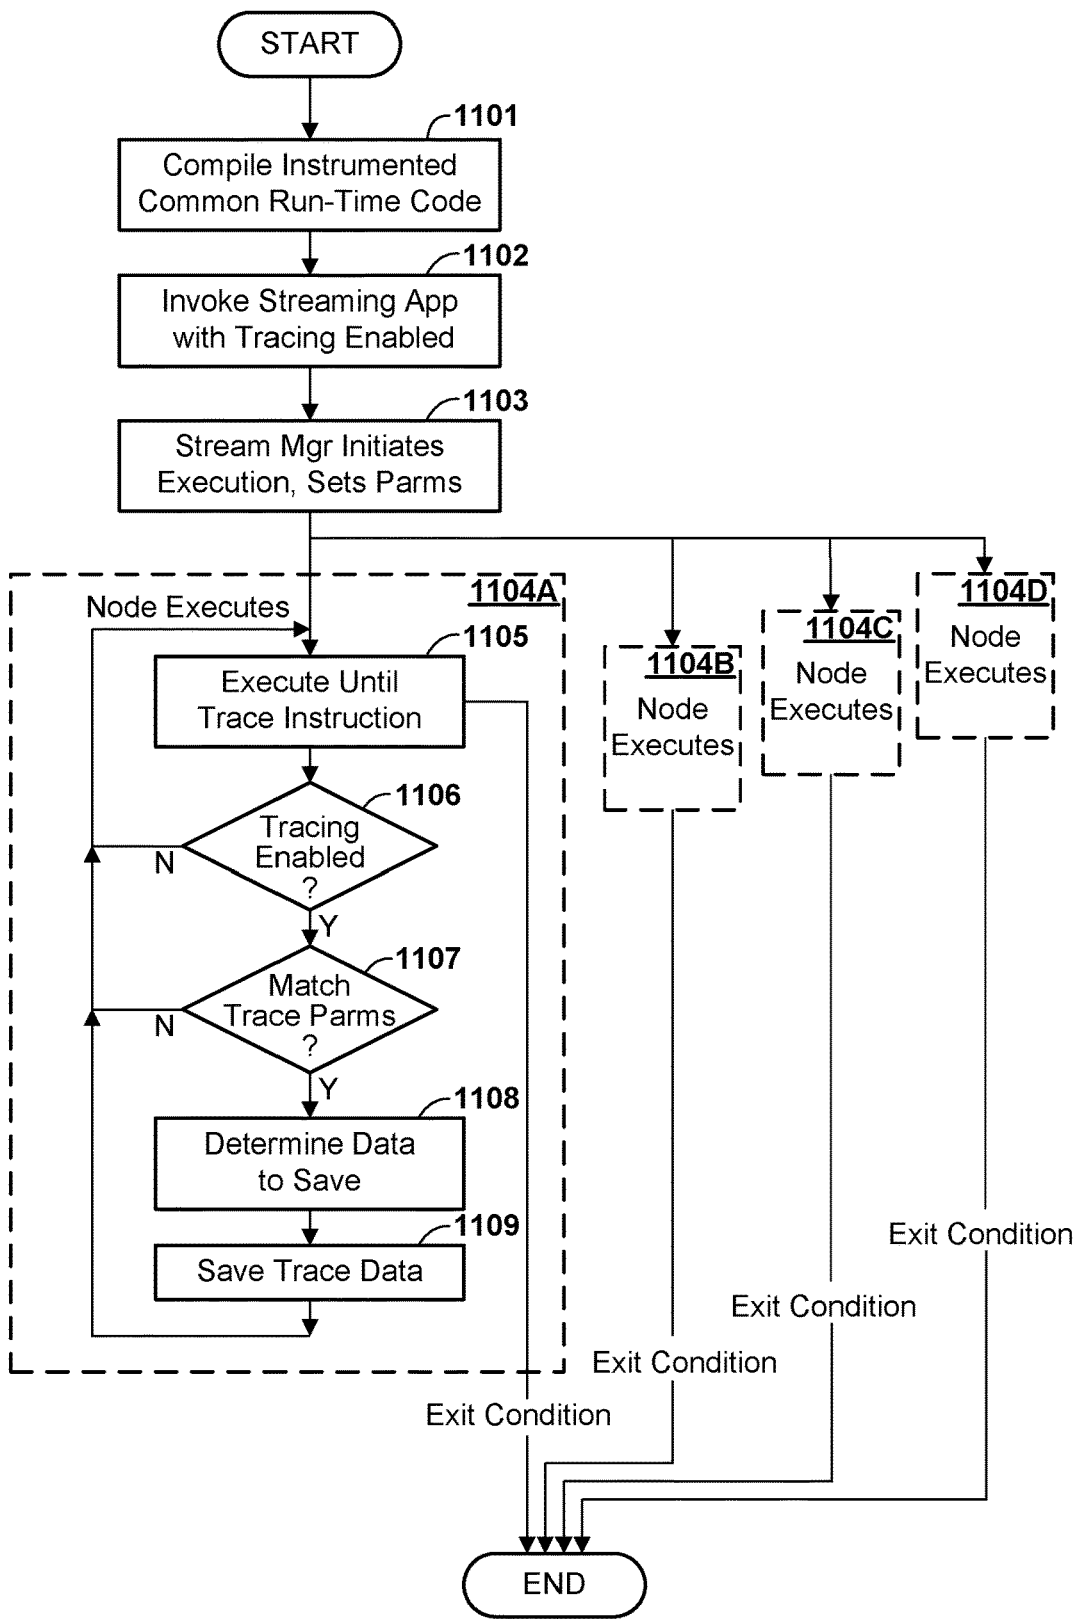 START
1101
Compile Instrumented
Common Run-Time Code
1102
Invoke Streaming App
with Tracing Enabled
1103
Stream Mgr Initiates
Execution, Sets Parms
1104A
Node Executes
1105
Execute Until
Trace Instruction
1106
Tracing
Enabled
?
N
Y
1107
Match
Trace Parms
?
N
Y
1108
Determine Data
to Save
1109
Save Trace Data
1104B
Node
Executes
1104C
Node
Executes
1104D
Node
Executes
Exit Condition
Exit Condition
Exit Condition
Exit Condition
END